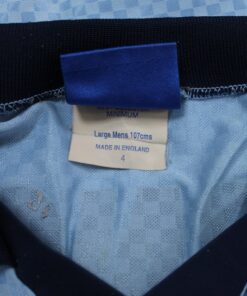 MINIMUM
Large Mens 107cms
MADE IN ENGLAND
4